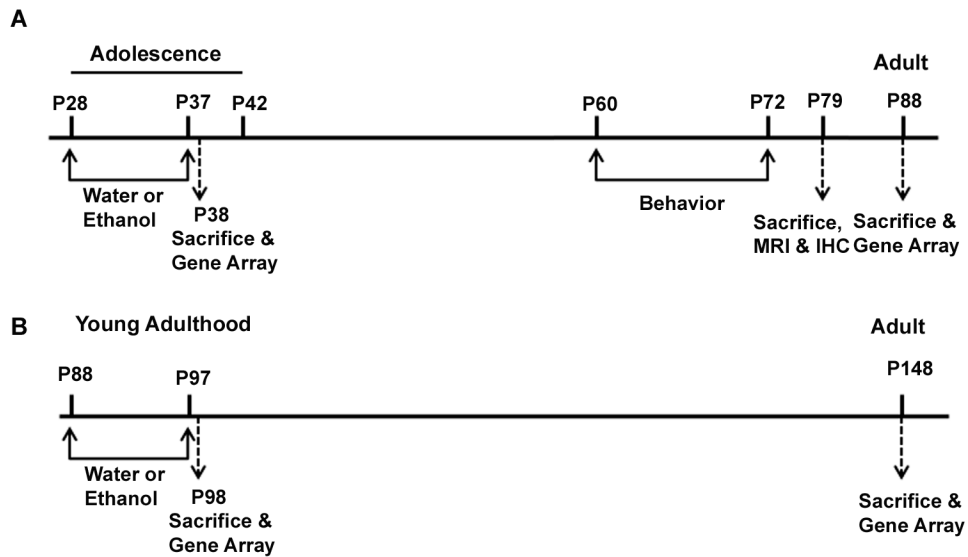 A
Adolescence
Adult
P28 P37 P42 P60 P72 P79 P88
Water or
Ethanol
P38
Sacrifice &
Gene Array
Behavior
Sacrifice,
MRI & IHC
Sacrifice &
Gene Array
B
Young Adulthood
Adult
P88 P97 P148
Water or
Ethanol
P98
Sacrifice &
Gene Array
Sacrifice &
Gene Array